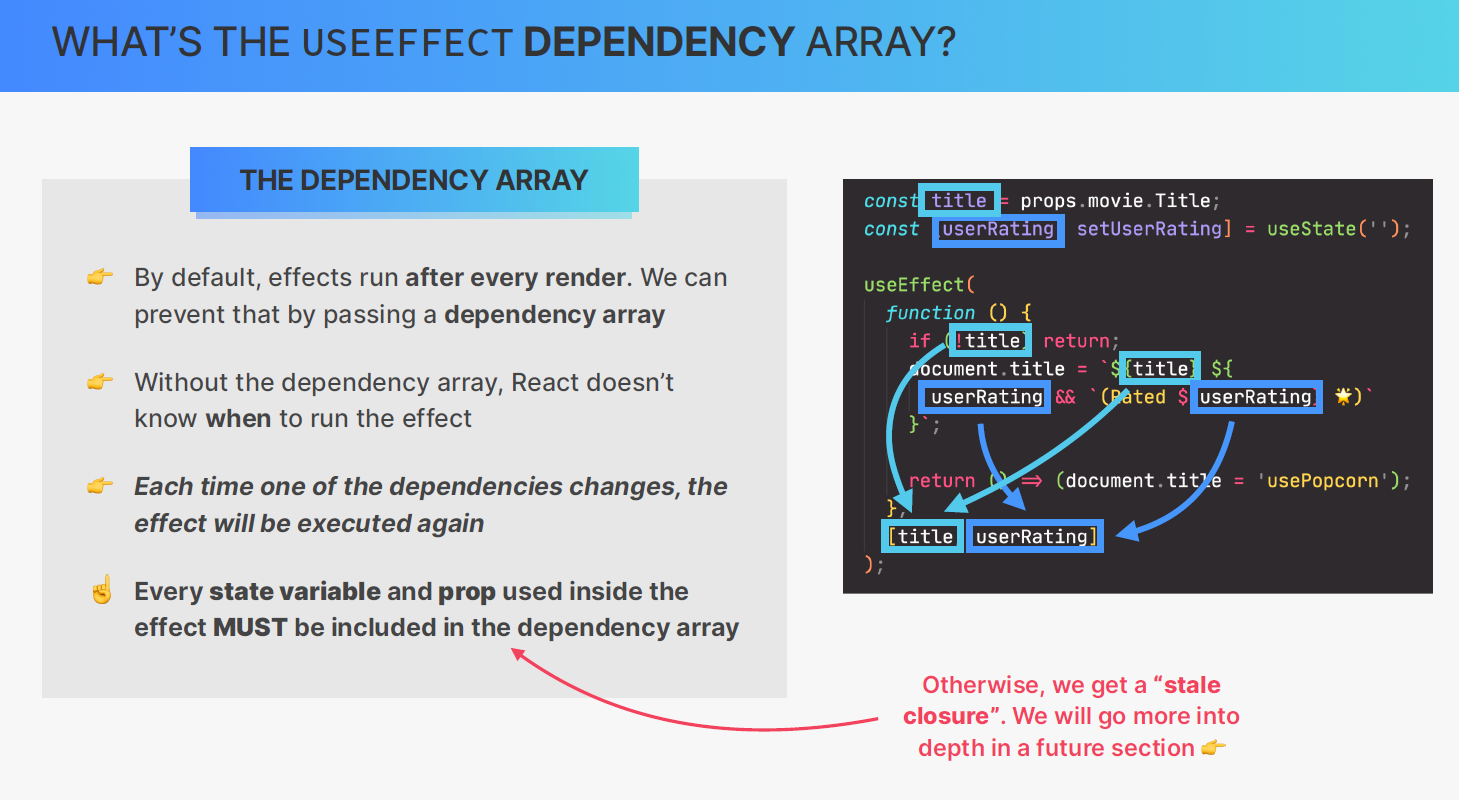 WHAT'S THE USEEFFECT DEPENDENCY ARRAY?
THE DEPENDENCY ARRAY
👉 By default, effects run after every render. We can
prevent that by passing a dependency array
👉 Without the dependency array, React doesn't
know when to run the effect
👉 Each time one of the dependencies changes, the
effect will be executed again
☝️ Every state variable and prop used inside the
effect MUST be included in the dependency array
const title = props.movie.Title;
const userRating setUserRating] = useState('');
useEffect(
function () {
if (!title) return;
document.title = `${title} ${
userRating && `(Rated $ userRating 🌟)`
}`;
return () => (document.title = 'usePopcorn');
},
[title userRating]
);
Otherwise, we get a “stale
closure”. We will go more into
depth in a future section 👉